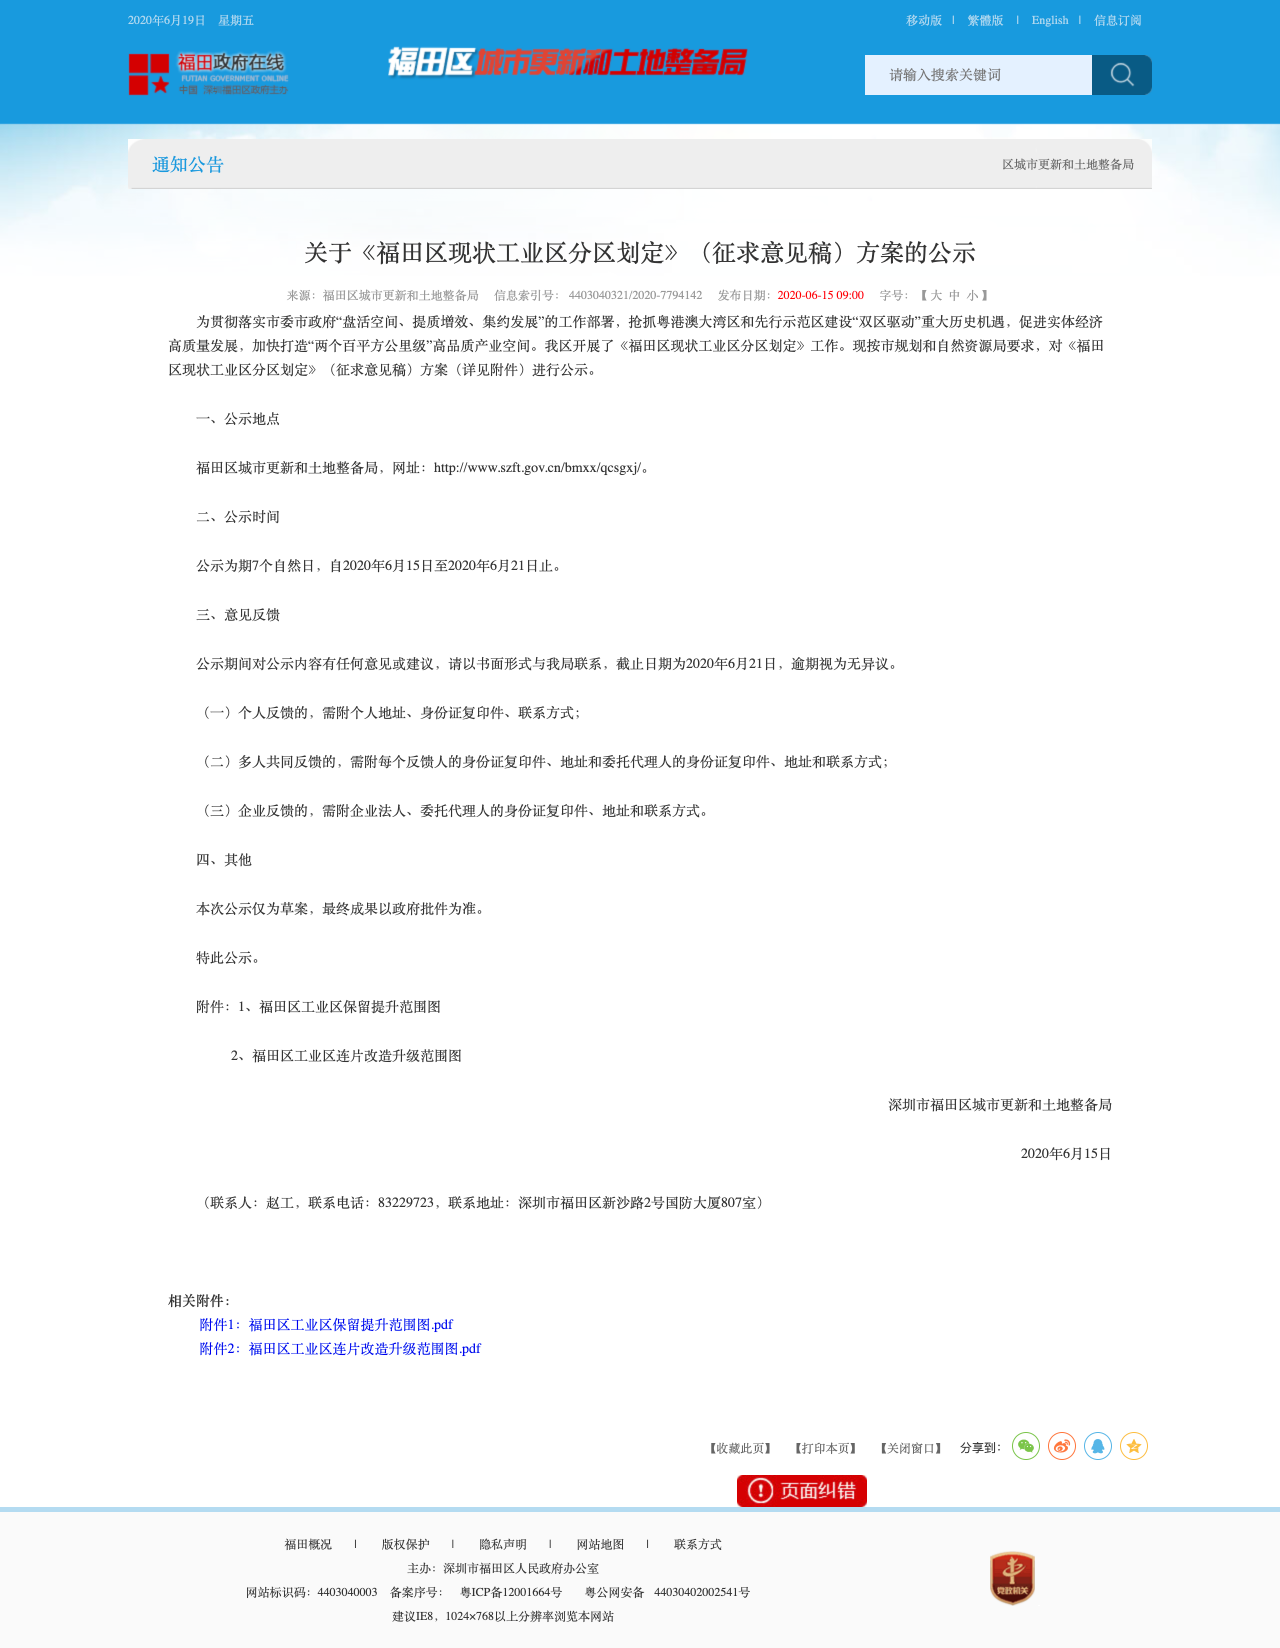 2020年6月19日 星期五
移动版 | 繁體版 | English | 信息订阅
福田政府在线
FUTIAN GOVERNMENT ONLINE
中国·深圳福田区政府主办
福田区城市更新和土地整备局
请输入搜索关键词
通知公告
区城市更新和土地整备局
关于《福田区现状工业区分区划定》（征求意见稿）方案的公示
来源：福田区城市更新和土地整备局 信息索引号： 4403040321/2020-7794142 发布日期：2020-06-15 09:00 字号：【 大 中 小 】
为贯彻落实市委市政府“盘活空间、提质增效、集约发展”的工作部署，抢抓粤港澳大湾区和先行示范区建设“双区驱动”重大历史机遇，促进实体经济
高质量发展，加快打造“两个百平方公里级”高品质产业空间。我区开展了《福田区现状工业区分区划定》工作。现按市规划和自然资源局要求，对《福田
区现状工业区分区划定》（征求意见稿）方案（详见附件）进行公示。
一、公示地点
福田区城市更新和土地整备局，网址：http://www.szft.gov.cn/bmxx/qcsgxj/。
二、公示时间
公示为期7个自然日，自2020年6月15日至2020年6月21日止。
三、意见反馈
公示期间对公示内容有任何意见或建议，请以书面形式与我局联系，截止日期为2020年6月21日，逾期视为无异议。
（一）个人反馈的，需附个人地址、身份证复印件、联系方式；
（二）多人共同反馈的，需附每个反馈人的身份证复印件、地址和委托代理人的身份证复印件、地址和联系方式；
（三）企业反馈的，需附企业法人、委托代理人的身份证复印件、地址和联系方式。
四、其他
本次公示仅为草案，最终成果以政府批件为准。
特此公示。
附件：1、福田区工业区保留提升范围图
2、福田区工业区连片改造升级范围图
深圳市福田区城市更新和土地整备局
2020年6月15日
（联系人：赵工，联系电话：83229723，联系地址：深圳市福田区新沙路2号国防大厦807室）
相关附件：
附件1：福田区工业区保留提升范围图.pdf
附件2：福田区工业区连片改造升级范围图.pdf
【收藏此页】 【打印本页】 【关闭窗口】 分享到：
页面纠错
福田概况 | 版权保护 | 隐私声明 | 网站地图 | 联系方式
主办：深圳市福田区人民政府办公室
网站标识码：4403040003 备案序号： 粤ICP备12001664号 粤公网安备 44030402002541号
建议IE8，1024×768以上分辨率浏览本网站
党政机关